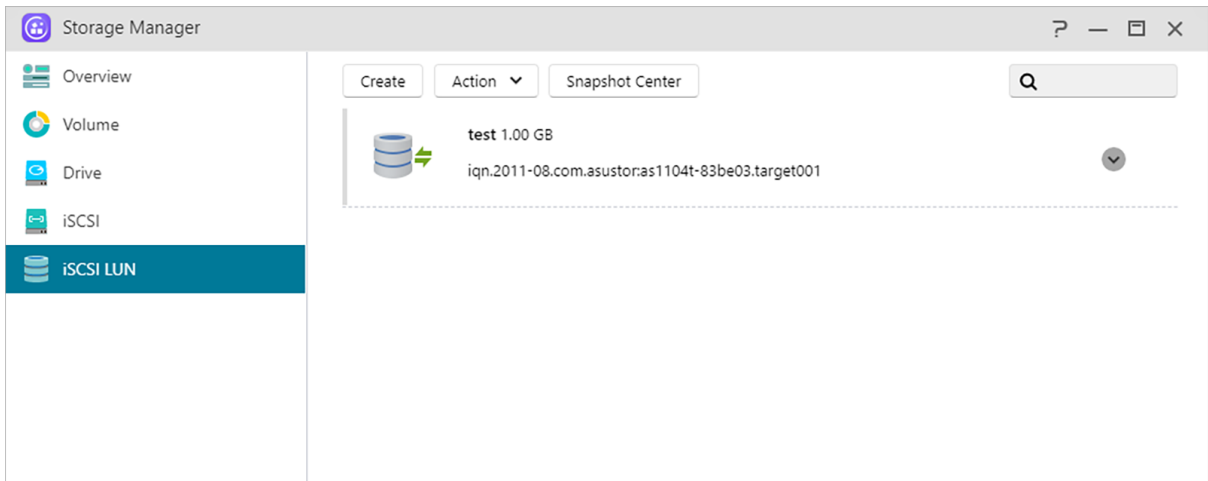 Storage Manager
Overview
Volume
Drive
iSCSI
iSCSI LUN
Create
Action
Snapshot Center
test 1.00 GB
iqn.2011-08.com.asustor:as1104t-83be03.target001